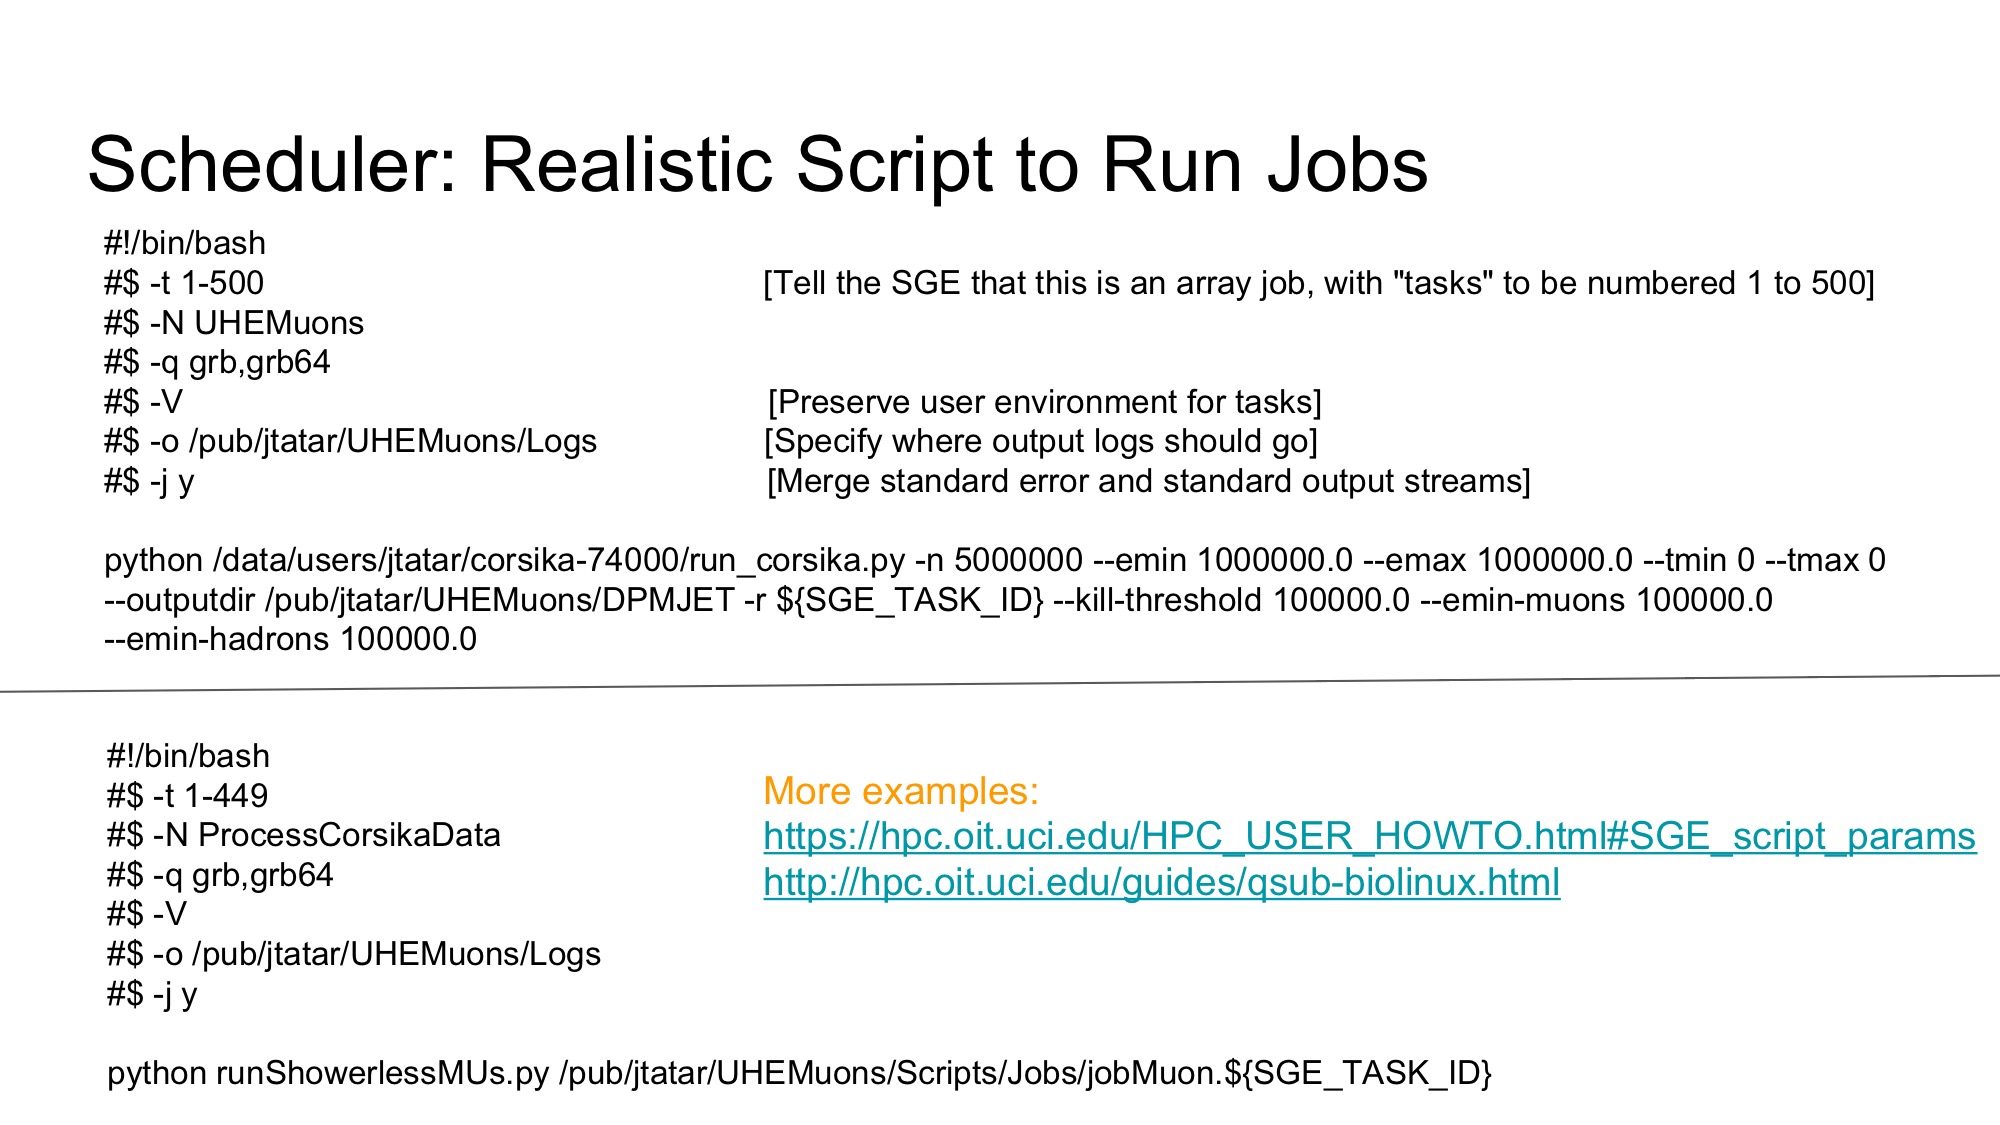 Scheduler: Realistic Script to Run Jobs
#!/bin/bash
#$ -t 1-500 [Tell the SGE that this is an array job, with "tasks" to be numbered 1 to 500]
#$ -N UHEMuons
#$ -q grb,grb64
#$ -V [Preserve user environment for tasks]
#$ -o /pub/jtatar/UHEMuons/Logs [Specify where output logs should go]
#$ -j y [Merge standard error and standard output streams]
python /data/users/jtatar/corsika-74000/run_corsika.py -n 5000000 --emin 1000000.0 --emax 1000000.0 --tmin 0 --tmax 0
--outputdir /pub/jtatar/UHEMuons/DPMJET -r ${SGE_TASK_ID} --kill-threshold 100000.0 --emin-muons 100000.0
--emin-hadrons 100000.0
#!/bin/bash
#$ -t 1-449
#$ -N ProcessCorsikaData
#$ -q grb,grb64
#$ -V
#$ -o /pub/jtatar/UHEMuons/Logs
#$ -j y
python runShowerlessMUs.py /pub/jtatar/UHEMuons/Scripts/Jobs/jobMuon.${SGE_TASK_ID}
More examples:
https://hpc.oit.uci.edu/HPC_USER_HOWTO.html#SGE_script_params
http://hpc.oit.uci.edu/guides/qsub-biolinux.html